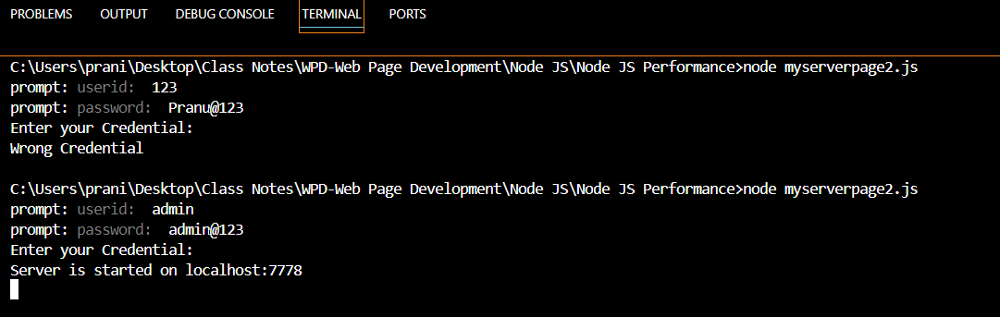 PROBLEMS OUTPUT DEBUG CONSOLE TERMINAL PORTS
C:\Users\prani\Desktop\Class Notes\WPD-Web Page Development\Node JS\Node JS Performance>node myserverpage2.js
prompt: userid:  123
prompt: password:  Pranu@123
Enter your Credential:
Wrong Credential
C:\Users\prani\Desktop\Class Notes\WPD-Web Page Development\Node JS\Node JS Performance>node myserverpage2.js
prompt: userid:  admin
prompt: password:  admin@123
Enter your Credential:
Server is started on localhost:7778